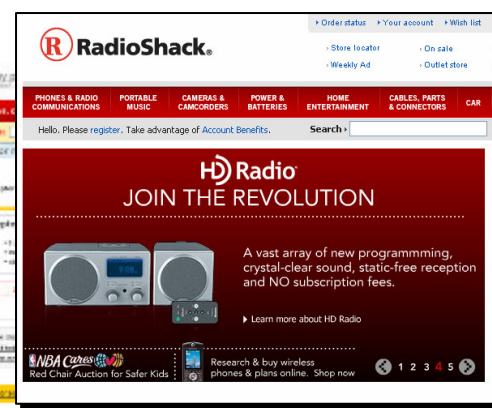 Order status Your account Wish list
R RadioShack®
Store locator On sale
Weekly Ad Outlet store
PHONES & RADIO COMMUNICATIONS
PORTABLE MUSIC
CAMERAS & CAMCORDERS
POWER & BATTERIES
HOME ENTERTAINMENT
CABLES, PARTS & CONNECTORS
CAR
Hello. Please register. Take advantage of Account Benefits. Search
HD Radio
JOIN THE REVOLUTION
A vast array of new programmming,
crystal-clear sound, static-free reception
and NO subscription fees.
Learn more about HD Radio
NBA Cares
Red Chair Auction for Safer Kids
Research & buy wireless
phones & plans online. Shop now
1 2 3 4 5